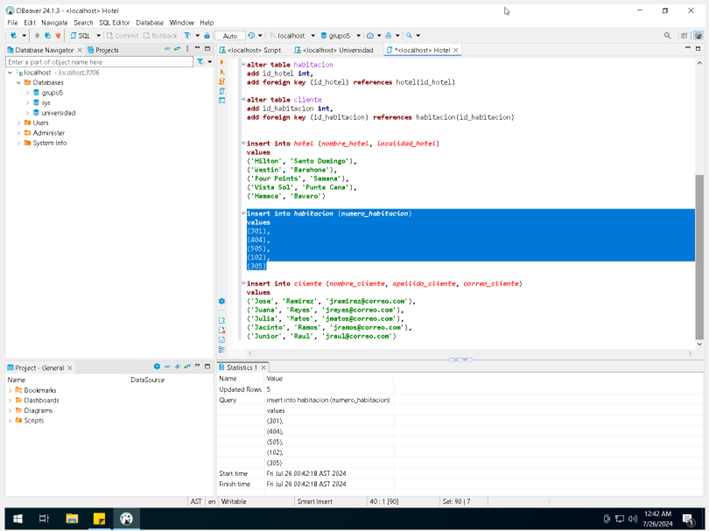 DBeaver 24.1.3 - <localhost> Hotel
File Edit Navigate Search SQL Editor Database Window Help
SQL Commit Rollback Auto localhost grupo5
Database Navigator Projects
Enter a part of object name here
localhost - localhost:3306
Databases
grupo5
sys
universidad
Users
Administer
System Info
<localhost> Script <localhost> Universidad *<localhost> Hotel
alter table habitacion
add id_hotel int,
add foreign key (id_hotel) references hotel(id_hotel)
alter table cliente
add id_habitacion int,
add foreign key (id_habitacion) references habitacion(id_habitacion)
insert into hotel (nombre_hotel, localidad_hotel)
values
('Hilton', 'Santo Domingo'),
('Westin', 'Barahona'),
('Four Points', 'Samana'),
('Vista Sol', 'Punta Cana'),
('Hemaca', 'Bavaro')
insert into habitacion (numero_habitacion)
values
(301),
(404),
(505),
(102),
(305)
insert into cliente (nombre_cliente, apellido_cliente, correo_cliente)
values
('Jose', 'Ramirez', 'jramirez@correo.com'),
('Juana', 'Reyes', 'jreyes@correo.com'),
('Julia', 'Matos', 'jmatos@correo.com'),
('Jacinto', 'Ramos', 'jramos@correo.com'),
('Junior', 'Raul', 'jraul@correo.com')
Project - General
Name DataSource
Bookmarks
Dashboards
Diagrams
Scripts
Statistics 1
Name Value
Updated Rows 5
Query insert into habitacion (numero_habitacion)
values
(301),
(404),
(505),
(102),
(305)
Start time Fri Jul 26 00:42:18 AST 2024
Finish time Fri Jul 26 00:42:18 AST 2024
AST en Writable Smart Insert 40 : 1 [90] Sel: 90 | 7
12:42 AM
7/26/2024